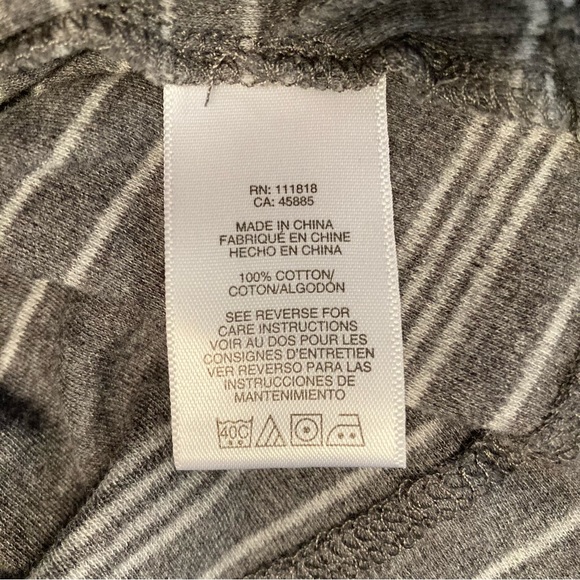 RN: 111818
CA: 45885
MADE IN CHINA
FABRIQUÉ EN CHINE
HECHO EN CHINA
100% COTTON/
COTON/ALGODÓN
SEE REVERSE FOR
CARE INSTRUCTIONS
VOIR AU DOS POUR LES
CONSIGNES D'ENTRETIEN
VER REVERSO PARA LAS
INSTRUCCIONES DE
MANTENIMIENTO
40C